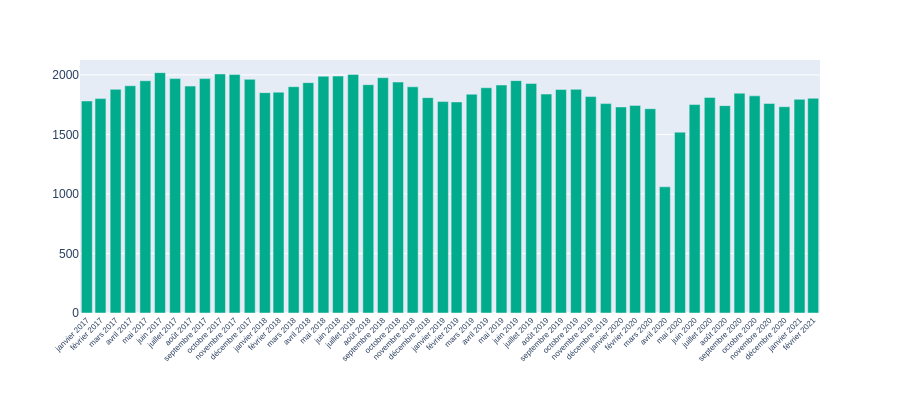 2000
1500
1000
500
0
janvier 2017
février 2017
mars 2017
avril 2017
mai 2017
juin 2017
juillet 2017
août 2017
septembre 2017
octobre 2017
novembre 2017
décembre 2017
janvier 2018
février 2018
mars 2018
avril 2018
mai 2018
juin 2018
juillet 2018
août 2018
septembre 2018
octobre 2018
novembre 2018
décembre 2018
janvier 2019
février 2019
mars 2019
avril 2019
mai 2019
juin 2019
juillet 2019
août 2019
septembre 2019
octobre 2019
novembre 2019
décembre 2019
janvier 2020
février 2020
mars 2020
avril 2020
mai 2020
juin 2020
juillet 2020
août 2020
septembre 2020
octobre 2020
novembre 2020
décembre 2020
janvier 2021
février 2021